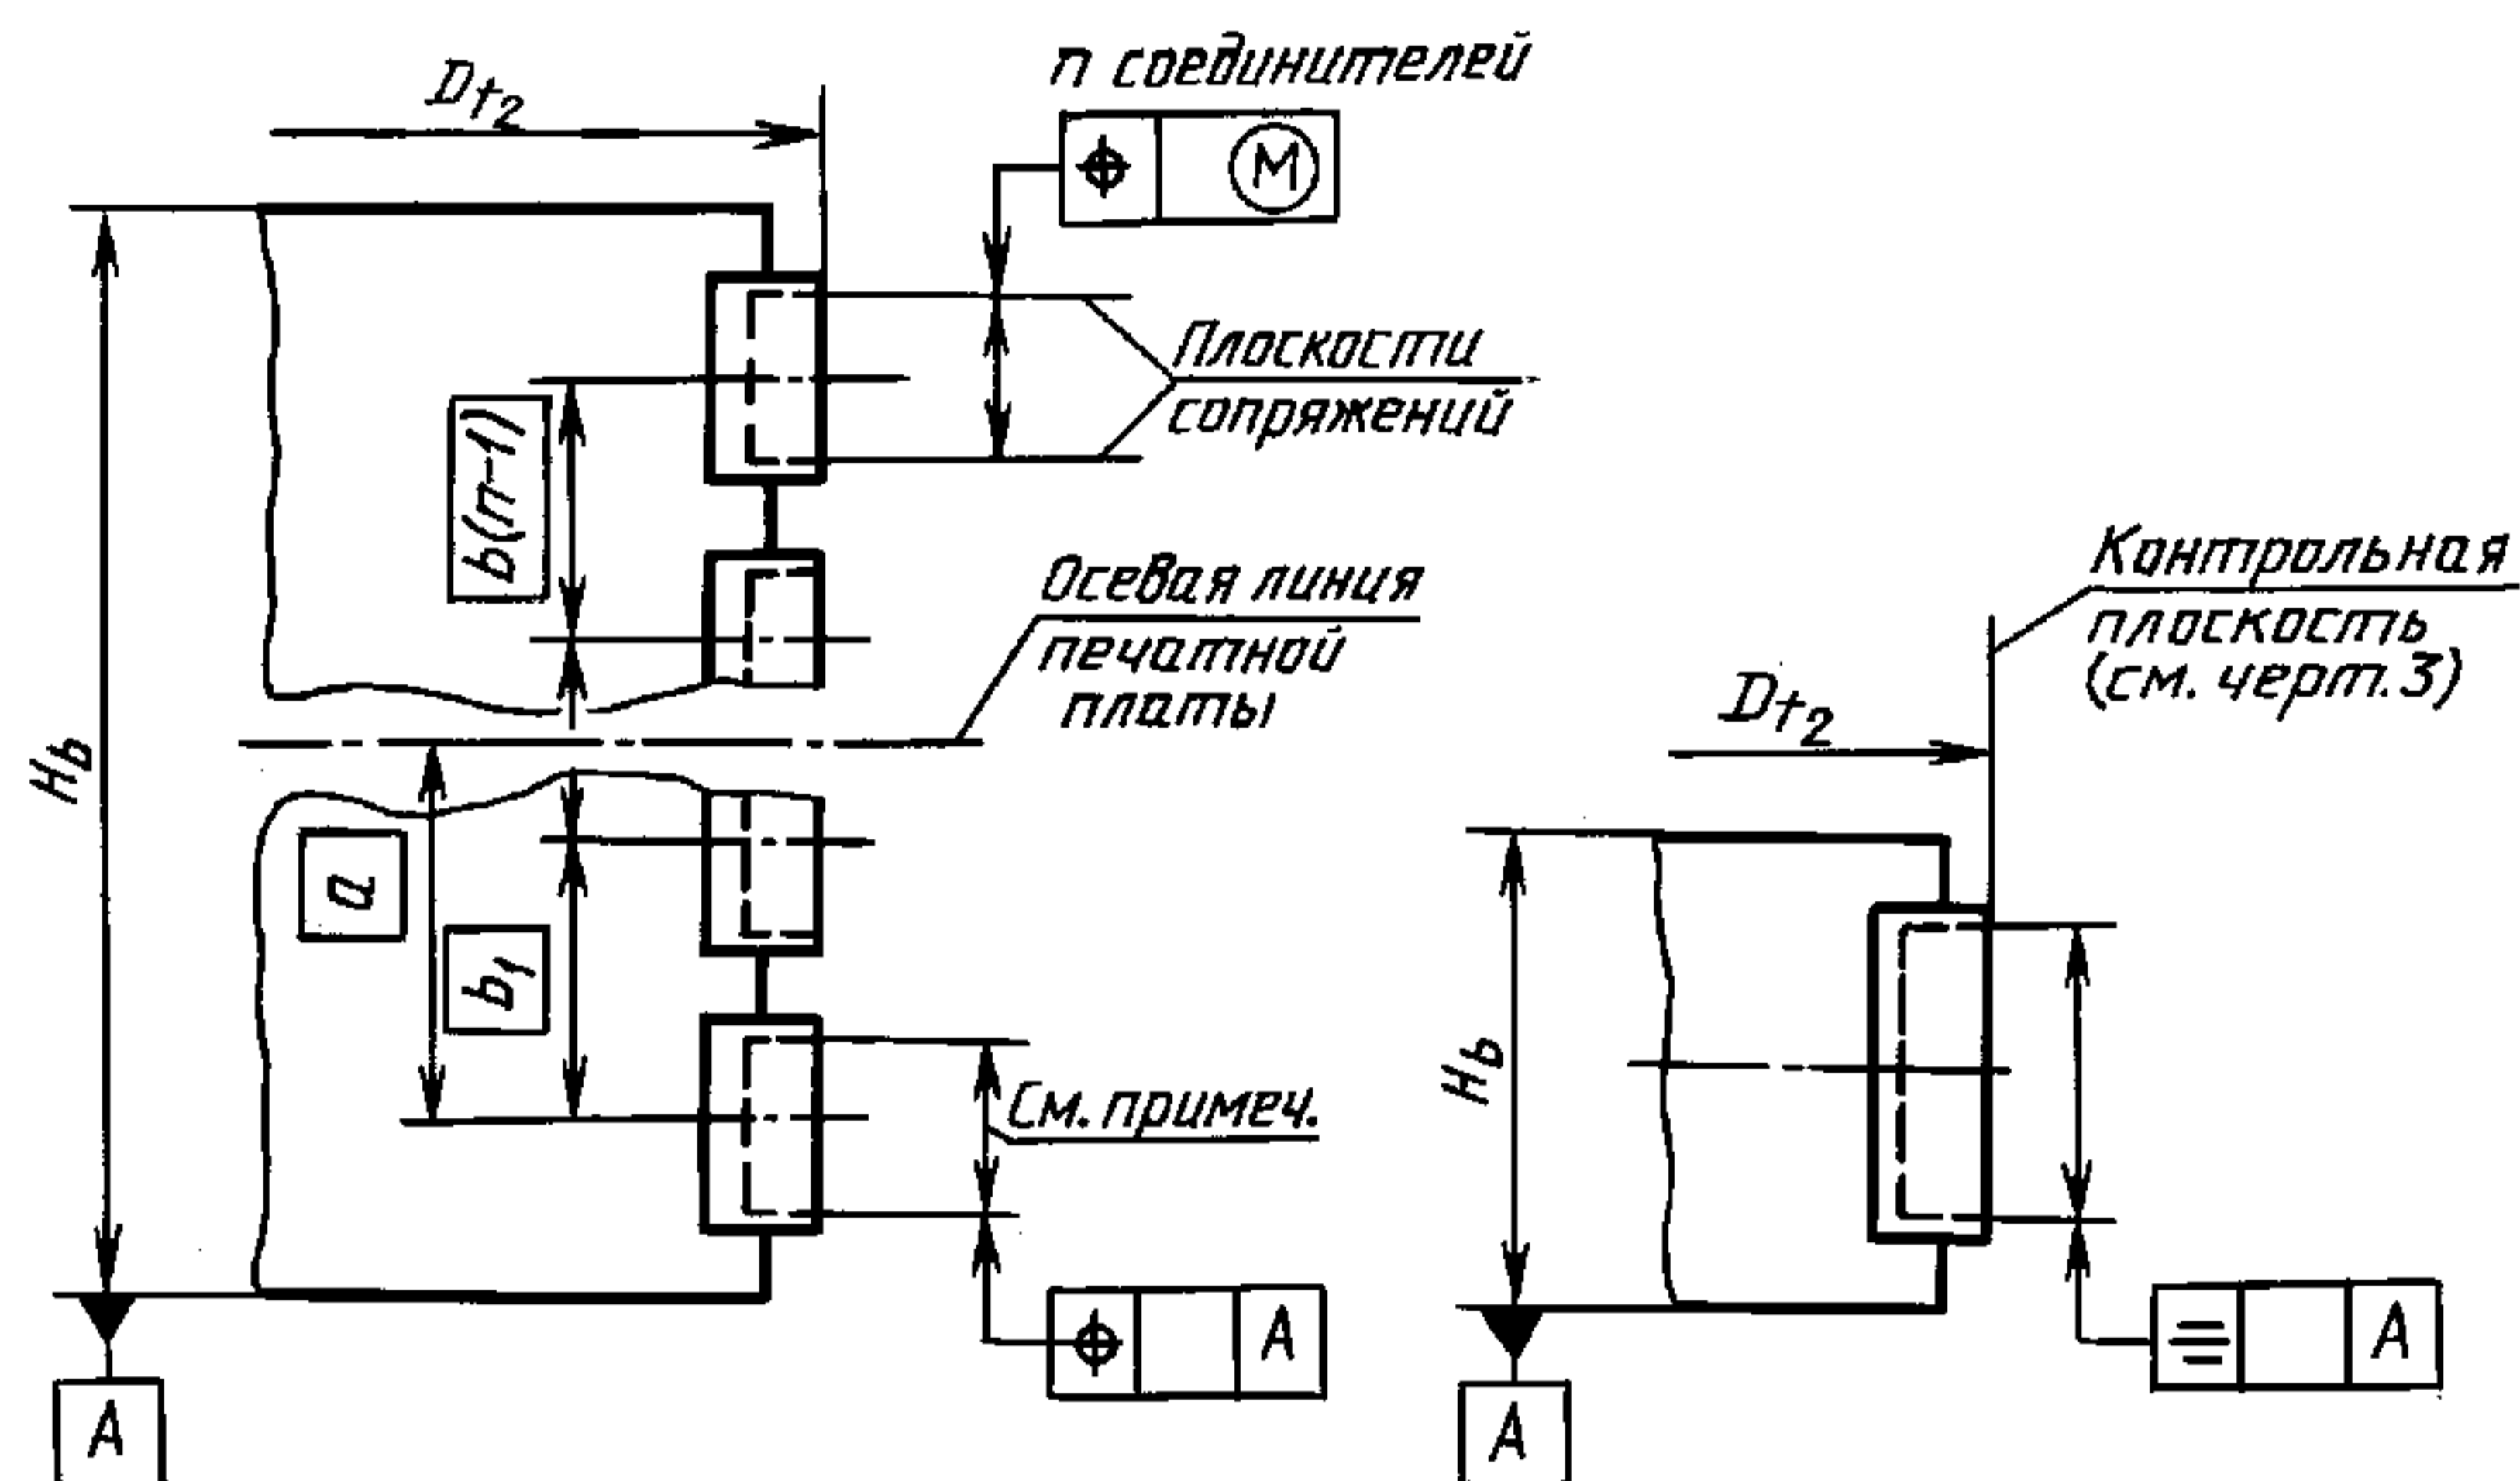 n соединителей
Dt2
M
Плоскости
сопряжений
b(n-1)
Осевая линия
печатной
платы
Hb
a
b1
См. примеч.
A
A
Контрольная
плоскость
(см. черт. 3)
Dt2
Hb
A
A